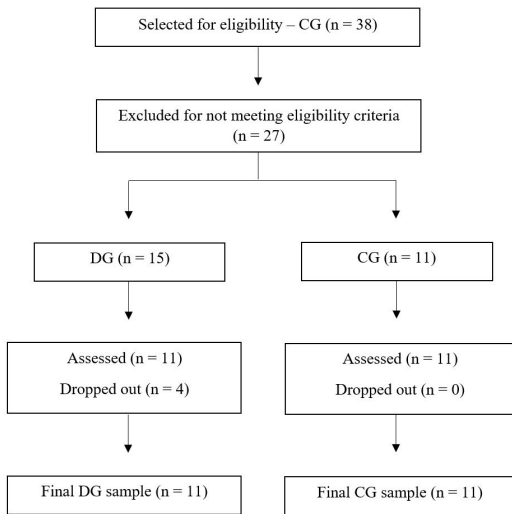 Selected for eligibility – CG (n = 38)
Excluded for not meeting eligibility criteria
(n = 27)
DG (n = 15)
CG (n = 11)
Assessed (n = 11)
Dropped out (n = 4)
Assessed (n = 11)
Dropped out (n = 0)
Final DG sample (n = 11)
Final CG sample (n = 11)